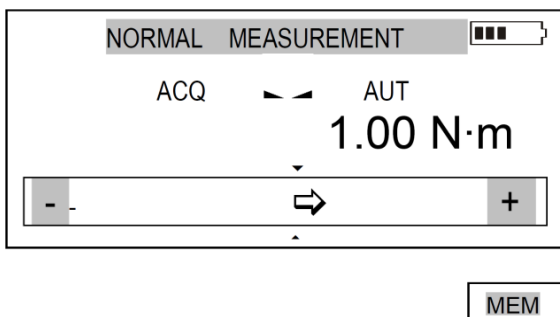 NORMAL MEASUREMENT
ACQ AUT
1.00 N·m
- - +
MEM